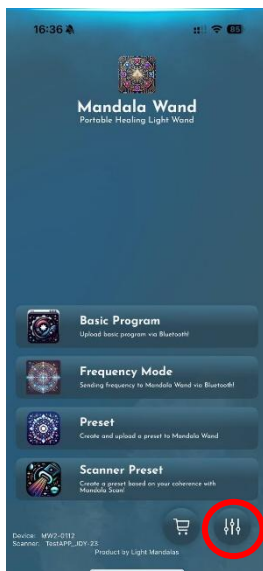 16:36
85
Mandala Wand
Portable Healing Light Wand
Basic Program
Upload basic program via Bluetooth!
Frequency Mode
Sending frequency to Mandala Wand via Bluetooth!
Preset
Create and upload a preset to Mandala Wand
Scanner Preset
Create a preset based on your coherence with
Mandala Scan!
Device: MW2-0112
Scanner: TestAPP_JDY-23
Product by Light Mandalas